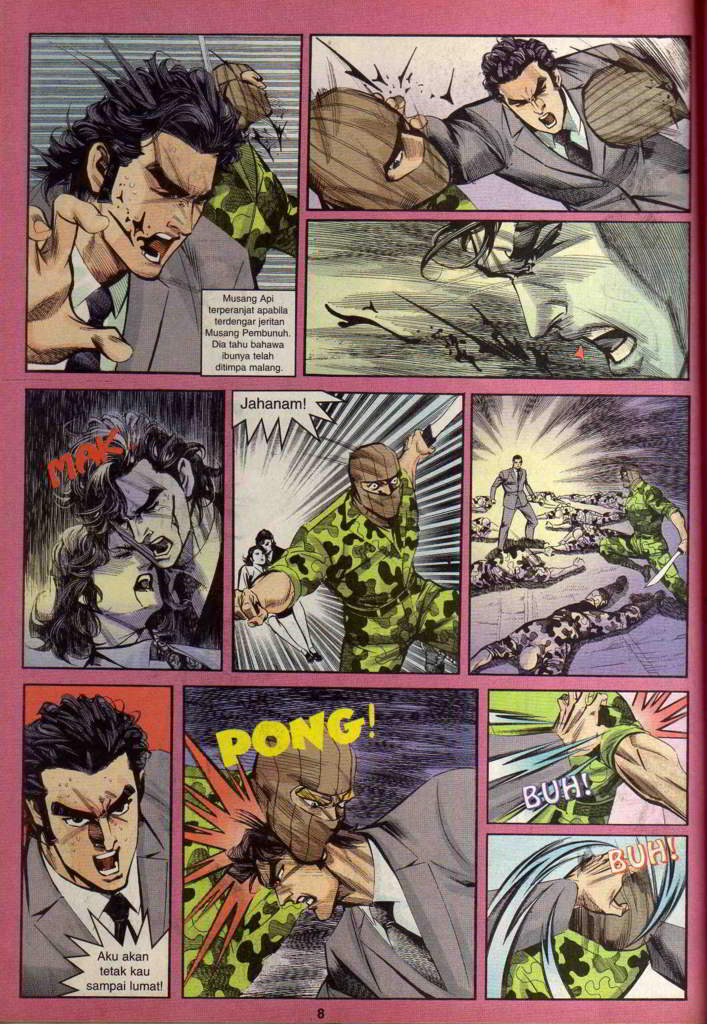 Musang Api
terperanjat apabila
terdengar jeritan
Musang Pembunuh.
Dia tahu bahawa
ibunya telah
ditimpa malang.
MAK.
Jahanam!
Aku akan
tetak kau
sampai lumat!
PONG!
BUH!
BUH!
8